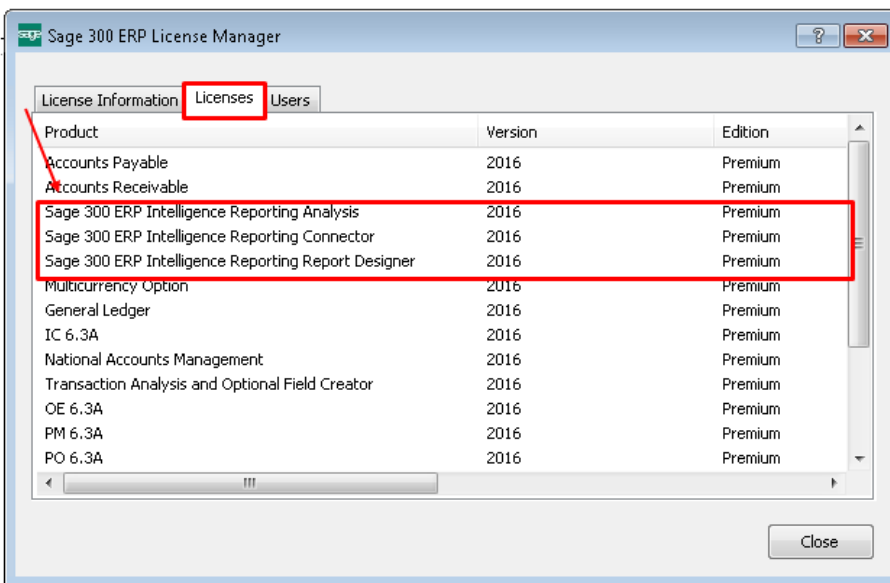 sage Sage 300 ERP License Manager
License Information Licenses Users
Product Version Edition
Accounts Payable 2016 Premium
Accounts Receivable 2016 Premium
Sage 300 ERP Intelligence Reporting Analysis 2016 Premium
Sage 300 ERP Intelligence Reporting Connector 2016 Premium
Sage 300 ERP Intelligence Reporting Report Designer 2016 Premium
Multicurrency Option 2016 Premium
General Ledger 2016 Premium
IC 6.3A 2016 Premium
National Accounts Management 2016 Premium
Transaction Analysis and Optional Field Creator 2016 Premium
OE 6.3A 2016 Premium
PM 6.3A 2016 Premium
PO 6.3A 2016 Premium
Close